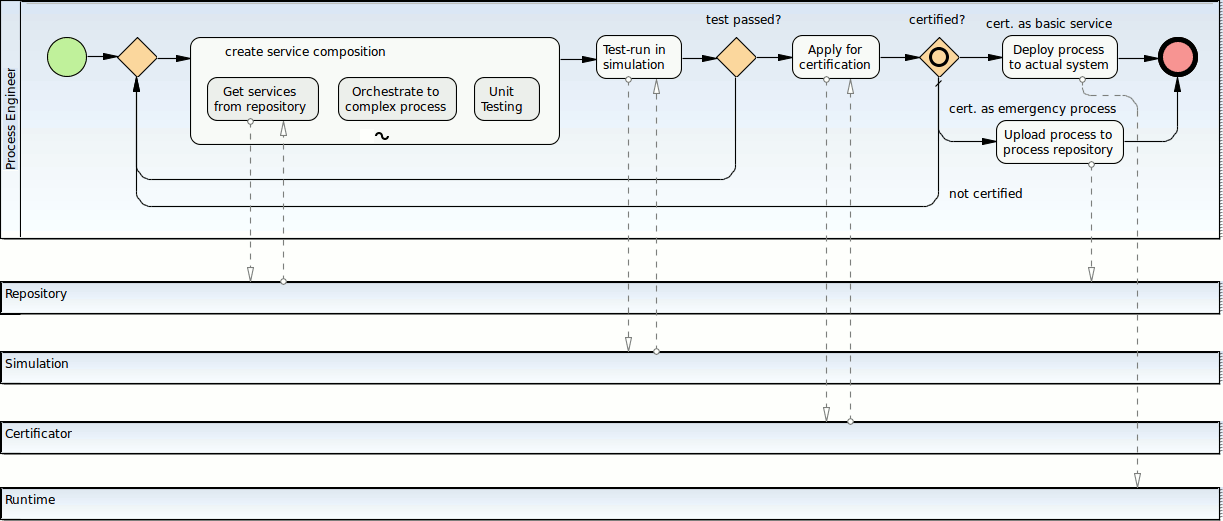 Process Engineer
create service composition
Get services
from repository
Orchestrate to
complex process
Unit
Testing
Test-run in
simulation
test passed?
Apply for
certification
certified?
cert. as basic service
Deploy process
to actual system
cert. as emergency process
Upload process to
process repository
not certified
Repository
Simulation
Certificator
Runtime